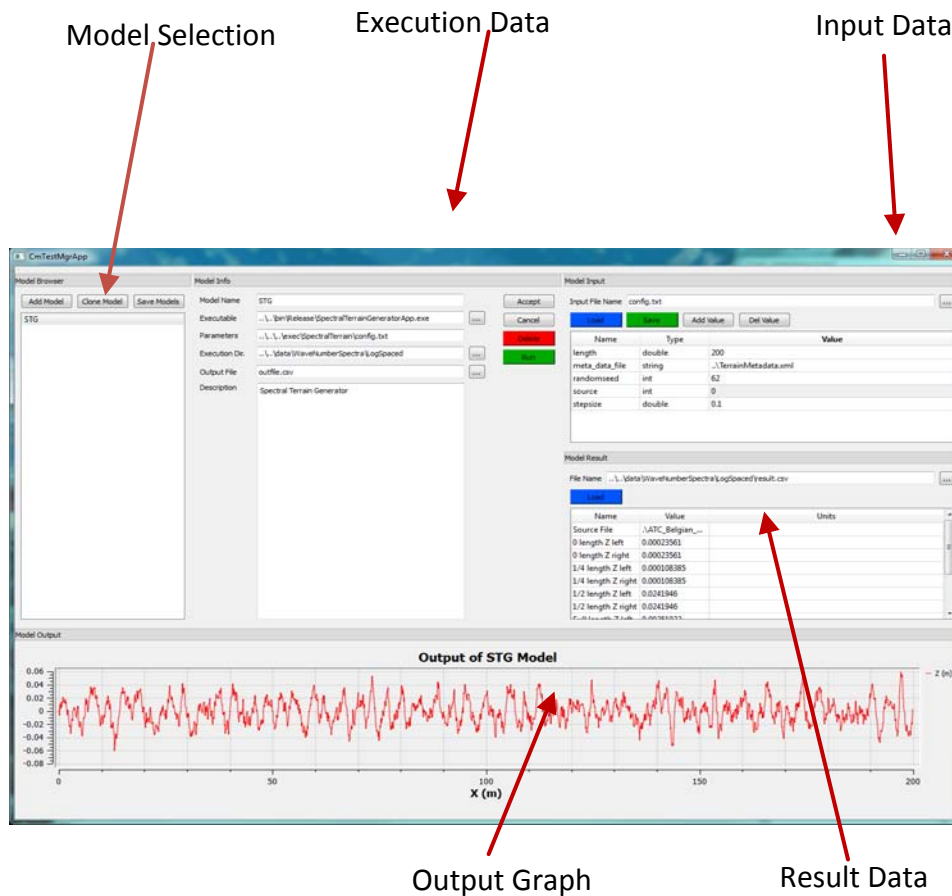 Model Selection
Execution Data
Input Data
CmTestMgrApp
Model Browser
Add Model
Clone Model
Save Models
STG
Model Info
Model Name STG
Executable ..\..\bin\Release\SpectralTerrainGeneratorApp.exe ...
Parameters ..\..\..\exec\SpectralTerrain\config.txt
Execution Dir. ..\..\data\WaveNumberSpectra\LogSpaced ...
Output File outfile.csv ...
Description Spectral Terrain Generator
Accept
Cancel
Delete
Run
Model Input
Input File Name config.txt ...
Load Save Add Value Del Value
Name Type Value
length double 200
meta_data_file string ..\TerrainMetadata.xml
randomseed int 62
source int 0
stepsize double 0.1
Model Result
File Name ..\..\data\WaveNumberSpectra\LogSpaced\result.csv ...
Load
Name Value Units
Source File .\ATC_Belgian_...
0 length Z left 0.00023561
0 length Z right 0.00023561
1/4 length Z left 0.000108385
1/4 length Z right 0.000108385
1/2 length Z left 0.0241946
1/2 length Z right 0.0241946
Model Output
Output of STG Model
0.06
0.04
0.02
0
-0.02
-0.04
-0.06
-0.08
Z (m)
0 50 100 150 200
X (m)
Output Graph
Result Data